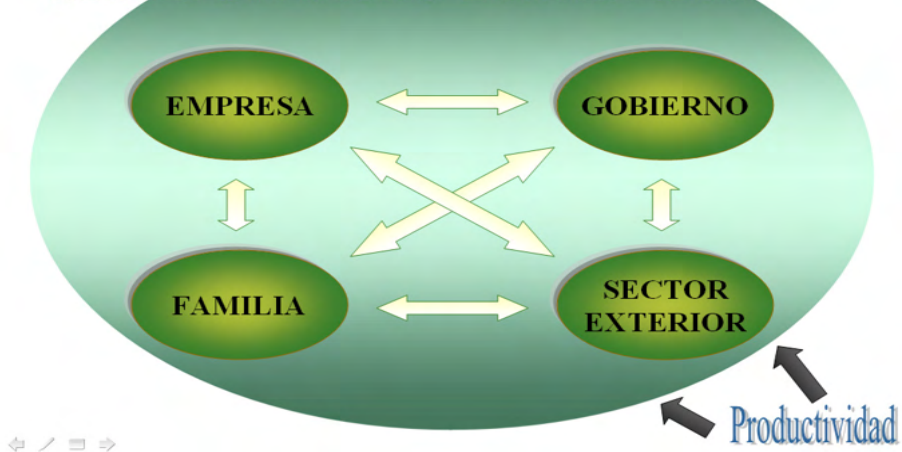 EMPRESA
GOBIERNO
FAMILIA
SECTOR
EXTERIOR
Productividad